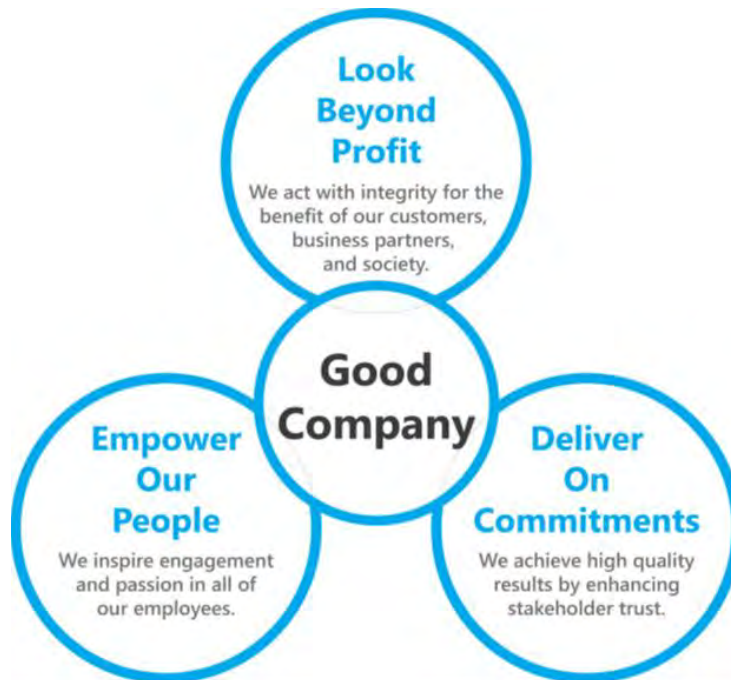 Look
Beyond
Profit
We act with integrity for the
benefit of our customers,
business partners,
and society.
Good
Company
Empower
Our
People
We inspire engagement
and passion in all of
our employees.
Deliver
On
Commitments
We achieve high quality
results by enhancing
stakeholder trust.